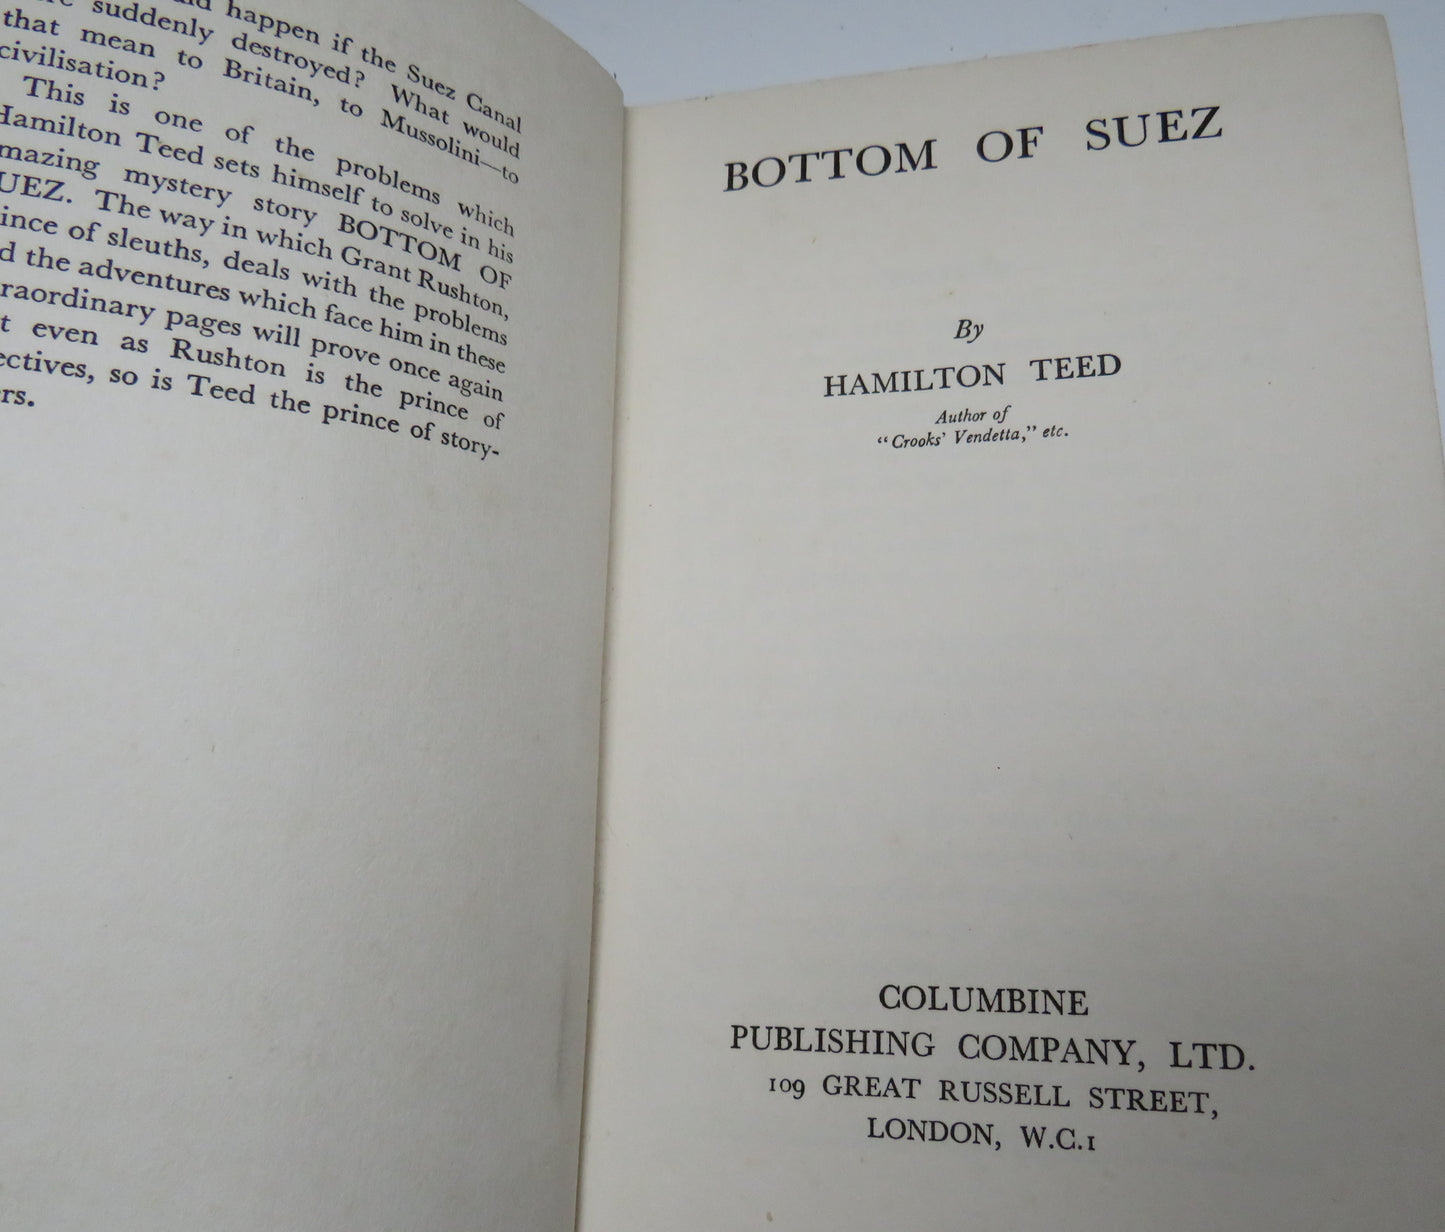 happen if the Suez Canal
suddenly destroyed? What would
that mean to Britain, to Mussolini—to
civilisation?
This is one of the problems which
Hamilton Teed sets himself to solve in his
mazing mystery story BOTTOM OF
UEZ. The way in which Grant Rushton,
ince of sleuths, deals with the problems
d the adventures which face him in these
raordinary pages will prove once again
t even as Rushton is the prince of
ectives, so is Teed the prince of story-
ers.
BOTTOM OF SUEZ
By
HAMILTON TEED
Author of
"Crooks' Vendetta," etc.
COLUMBINE
PUBLISHING COMPANY, LTD.
109 GREAT RUSSELL STREET,
LONDON, W.C.1